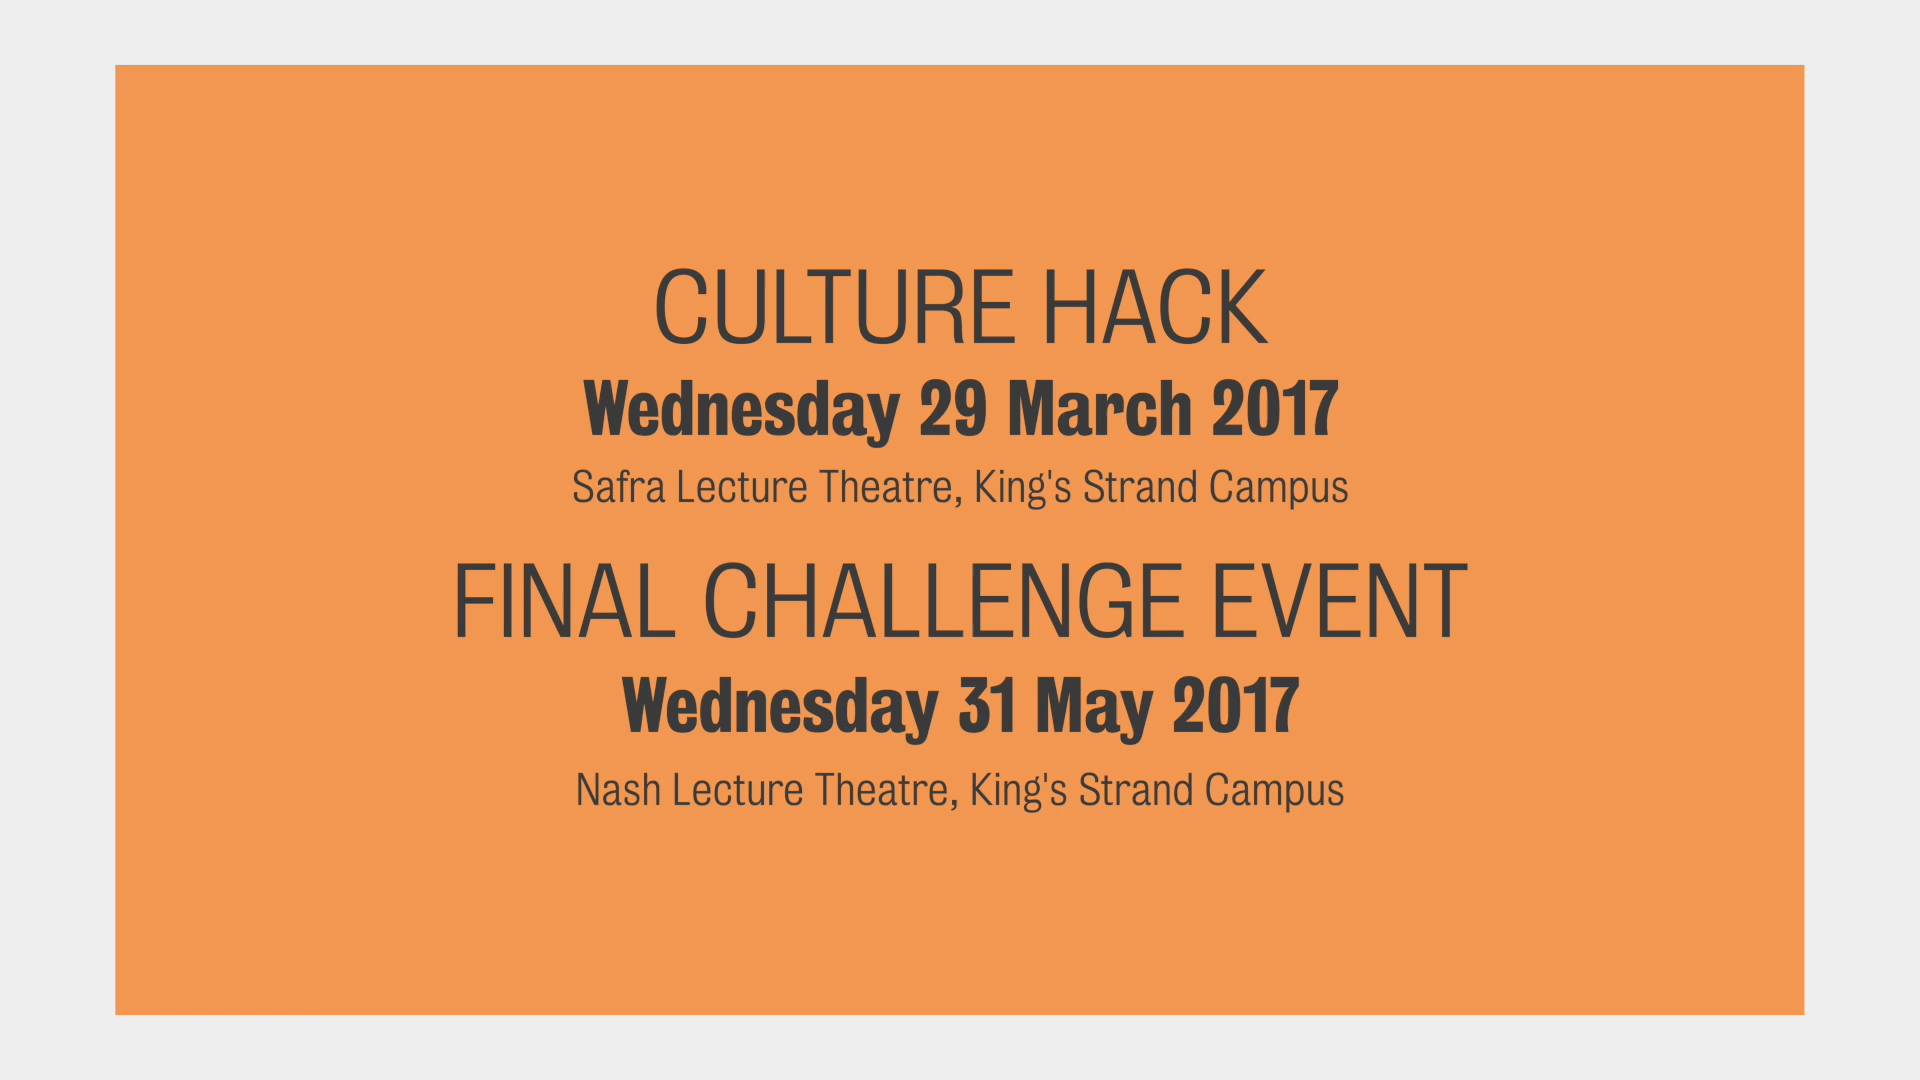 CULTURE HACK
Wednesday 29 March 2017
Safra Lecture Theatre, King's Strand Campus
FINAL CHALLENGE EVENT
Wednesday 31 May 2017
Nash Lecture Theatre, King's Strand Campus